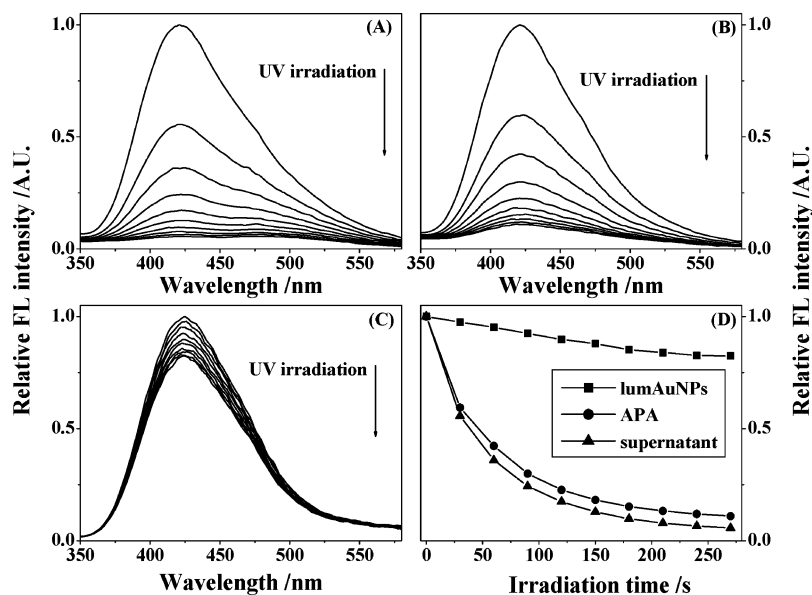 (A)
UV irradiation
1.0
0.5
0.0
350 400 450 500 550
Wavelength /nm
(B)
UV irradiation
1.0
0.5
0.0
350 400 450 500 550
Wavelength /nm
Relative FL intensity /A.U.
Relative FL intensity /A.U.
(C)
UV irradiation
1.0
0.5
0.0
350 400 450 500 550
Wavelength /nm
(D)
lumAuNPs
APA
supernatant
1.0
0.5
0.0
0 50 100 150 200 250
Irradiation time /s